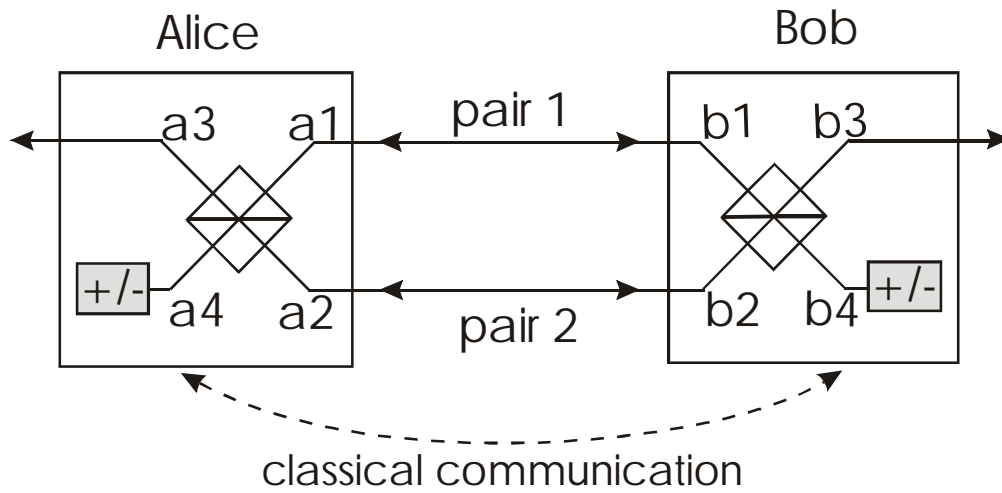 Alice
Bob
a3
a1
pair 1
b1
b3
+/-
a4
a2
pair 2
b2
b4
+/-
classical communication